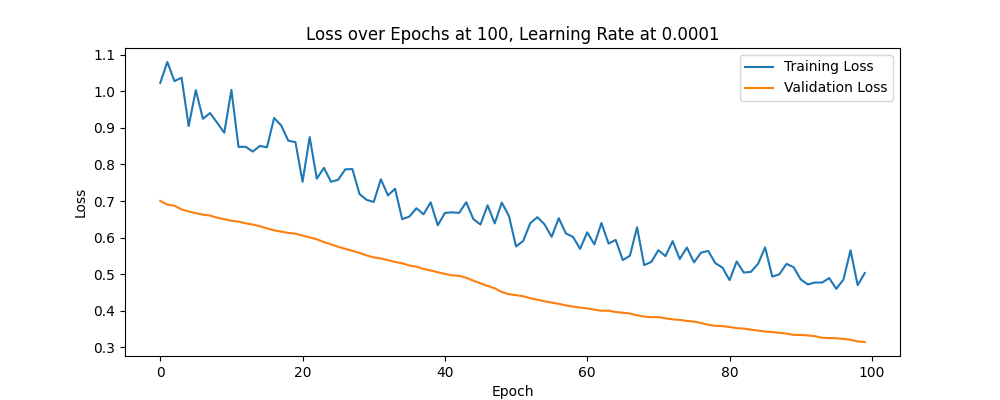 Loss over Epochs at 100, Learning Rate at 0.0001
Training Loss
Validation Loss
1.1
1.0
0.9
0.8
0.7
0.6
0.5
0.4
0.3
Loss
0 20 40 60 80 100
Epoch